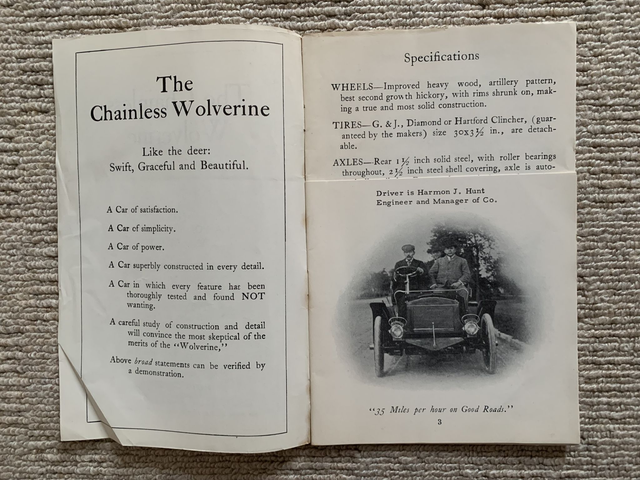 The
Chainless Wolverine
Like the deer:
Swift, Graceful and Beautiful.
A Car of satisfaction.
A Car of simplicity.
A Car of power.
A Car superbly constructed in every detail.
A Car in which every feature has been
thoroughly tested and found NOT
wanting.
A careful study of construction and detail
will convince the most skeptical of the
merits of the "Wolverine,"
Above broad statements can be verified by
a demonstration.
Specifications
WHEELS—Improved heavy wood, artillery pattern,
best second growth hickory, with rims shrunk on, mak-
ing a true and most solid construction.
TIRES—G. & J., Diamond or Hartford Clincher, (guar-
anteed by the makers) size 30x3½ in., are detach-
able.
AXLES—Rear 1½ inch solid steel, with roller bearings
throughout, 2½ inch steel shell covering, axle is auto-
Driver is Harmon J. Hunt
Engineer and Manager of Co.
"35 Miles per hour on Good Roads."
3